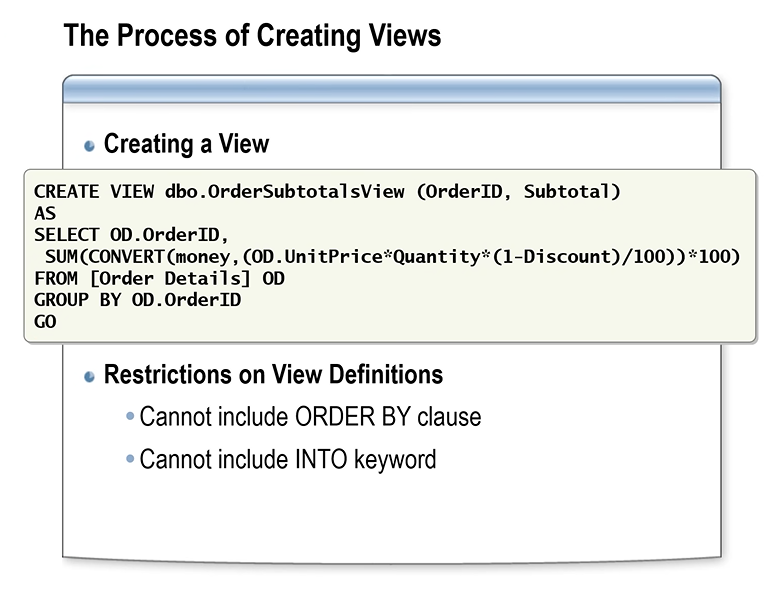 The Process of Creating Views
Creating a View
CREATE VIEW dbo.OrderSubtotalsView (OrderID, Subtotal)
AS
SELECT OD.OrderID,
SUM(CONVERT(money,(OD.UnitPrice*Quantity*(1-Discount)/100))*100)
FROM [Order Details] OD
GROUP BY OD.OrderID
GO
Restrictions on View Definitions
Cannot include ORDER BY clause
Cannot include INTO keyword